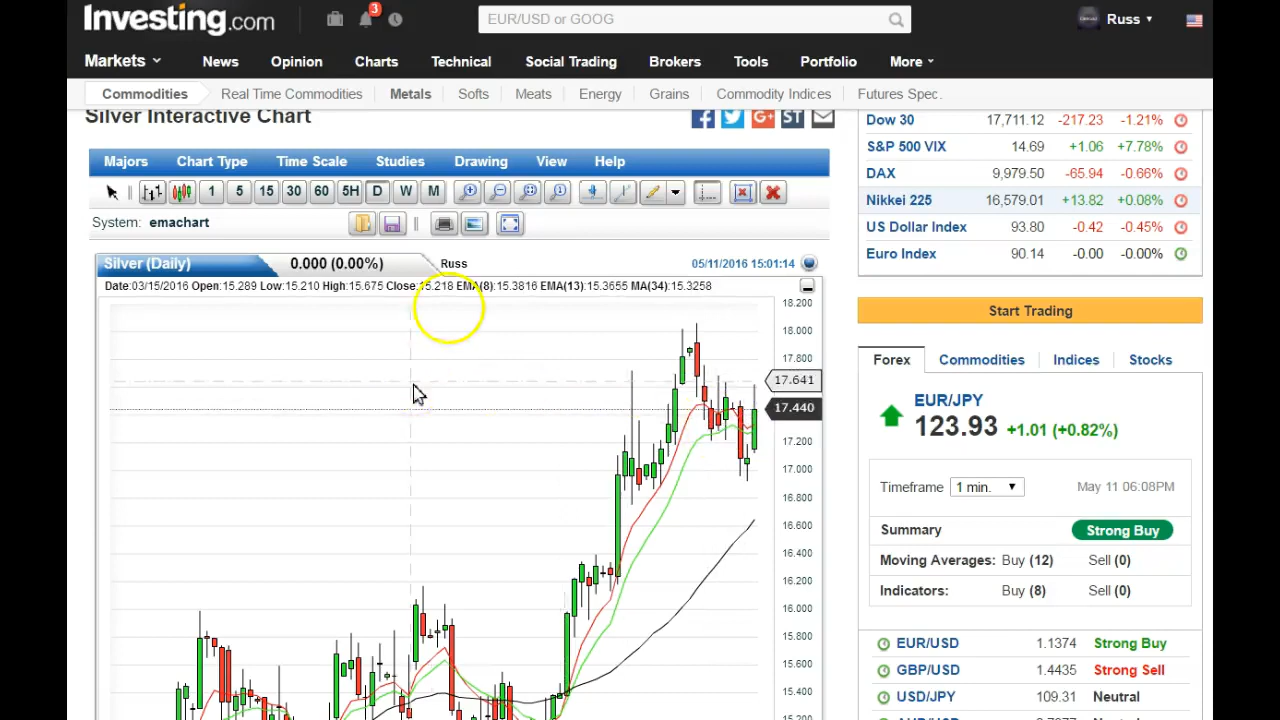 Investing.com
3
EUR/USD or GOOG
Russ
Markets News Opinion Charts Technical Social Trading Brokers Tools Portfolio More
Commodities Real Time Commodities Metals Softs Meats Energy Grains Commodity Indices Futures Spec.
Silver Interactive Chart
G+ ST
Majors Chart Type Time Scale Studies Drawing View Help
1 5 15 30 60 5H D W M
System: emachart
Silver (Daily) 0.000 (0.00%) Russ 05/11/2016 15:01:14
Date:03/15/2016 Open:15.289 Low:15.210 High:15.675 Close:15.218 EMA(8):15.3816 EMA(13):15.3655 MA(34):15.3258
18.200
18.000
17.800
17.641
17.440
17.200
17.000
16.800
16.600
16.400
16.200
16.000
15.800
15.600
15.400
15.200
Dow 30 17,711.12 -217.23 -1.21%
S&P 500 VIX 14.69 +1.06 +7.78%
DAX 9,979.50 -65.94 -0.66%
Nikkei 225 16,579.01 +13.82 +0.08%
US Dollar Index 93.80 -0.42 -0.45%
Euro Index 90.14 -0.00 -0.00%
Start Trading
Forex Commodities Indices Stocks
EUR/JPY
123.93 +1.01 (+0.82%)
Timeframe 1 min. May 11 06:08PM
Summary Strong Buy
Moving Averages: Buy (12) Sell (0)
Indicators: Buy (8) Sell (0)
EUR/USD 1.1374 Strong Buy
GBP/USD 1.4435 Strong Sell
USD/JPY 109.31 Neutral